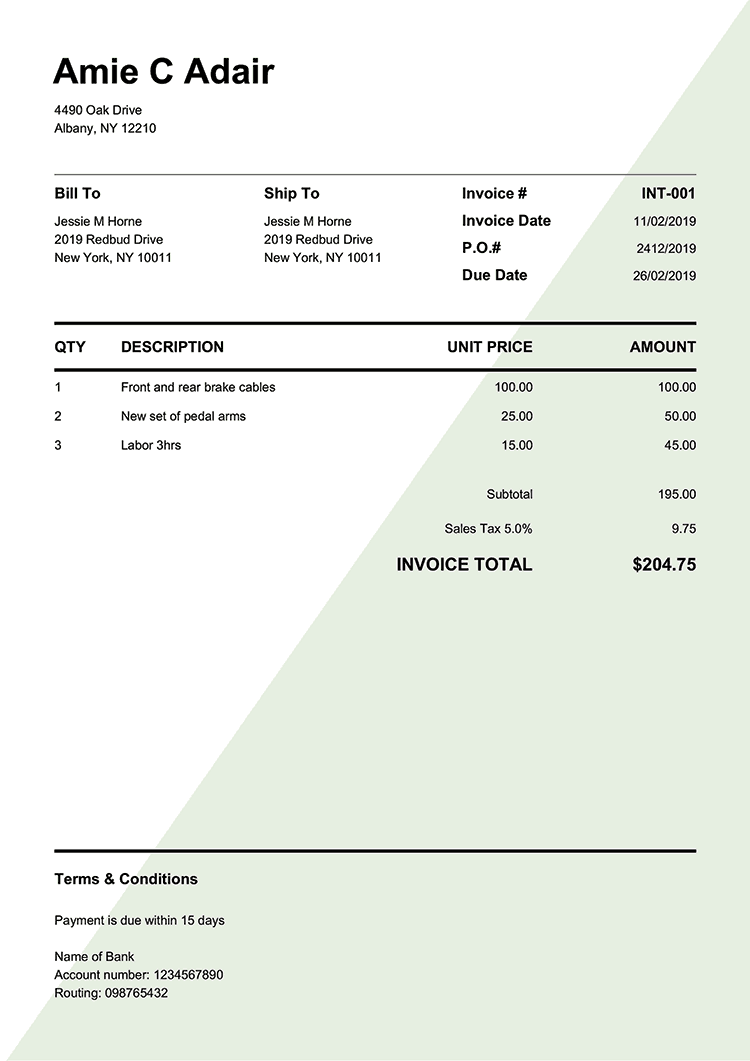 Amie C Adair
4490 Oak Drive
Albany, NY 12210
Bill To
Jessie M Horne
2019 Redbud Drive
New York, NY 10011
Ship To
Jessie M Horne
2019 Redbud Drive
New York, NY 10011
Invoice # INT-001
Invoice Date 11/02/2019
P.O.# 2412/2019
Due Date 26/02/2019
QTY DESCRIPTION UNIT PRICE AMOUNT
1 Front and rear brake cables 100.00 100.00
2 New set of pedal arms 25.00 50.00
3 Labor 3hrs 15.00 45.00
Subtotal 195.00
Sales Tax 5.0% 9.75
INVOICE TOTAL $204.75
Terms & Conditions
Payment is due within 15 days
Name of Bank
Account number: 1234567890
Routing: 098765432